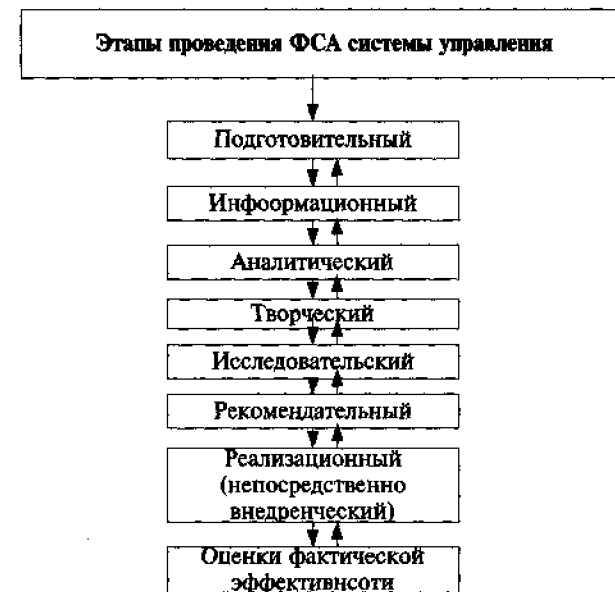 Этапы проведения ФСА системы управления
Подготовительный
Инфоормационный
Аналитический
Творческий
Исследовательский
Рекомендательный
Реализационный
(непосредственно
внедренческий)
Оценки фактической
эффективнсоти